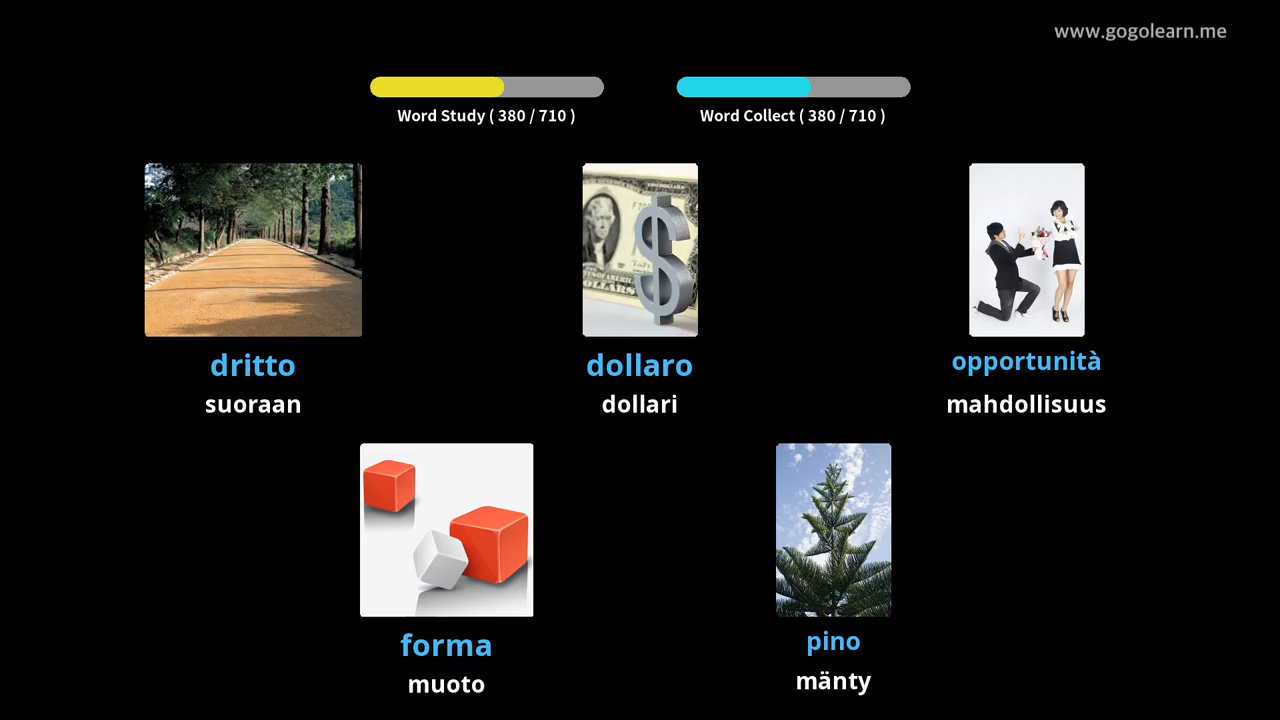 www.gogolearn.me
Word Study ( 380 / 710 )
Word Collect ( 380 / 710 )
dritto
suoraan
dollaro
dollari
opportunità
mahdollisuus
forma
muoto
pino
mänty